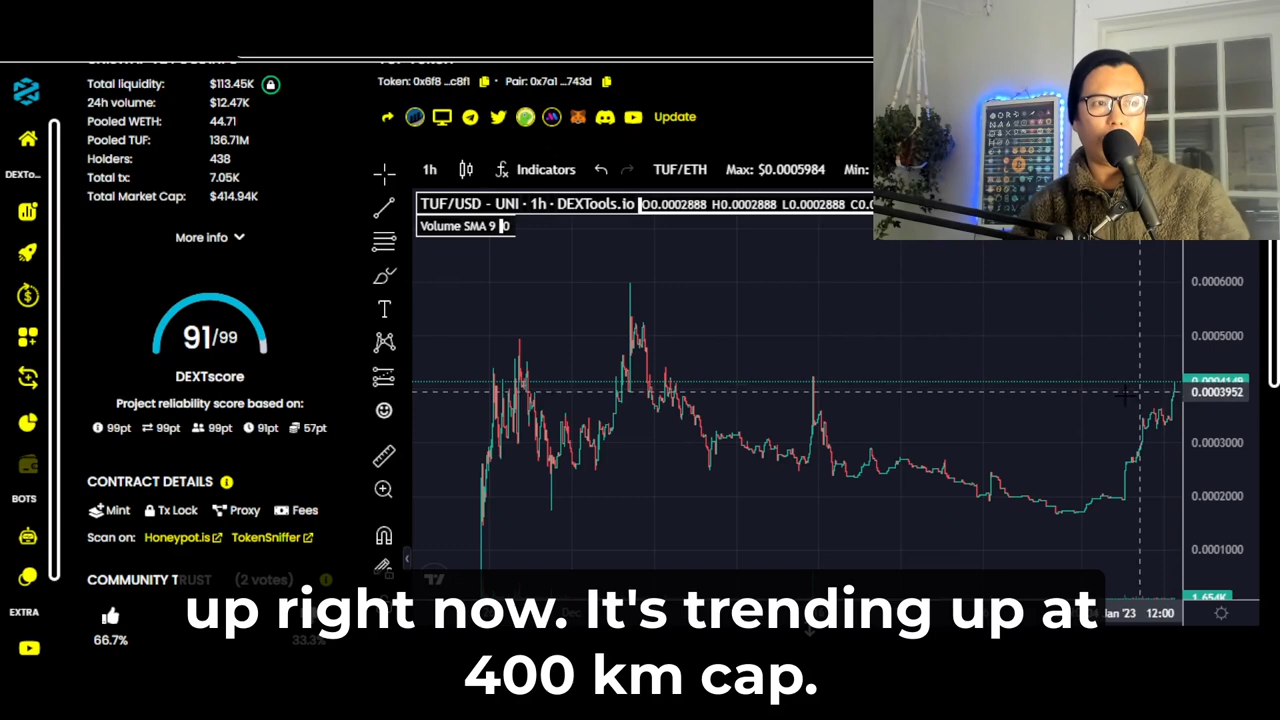 Total liquidity: $113.45K
24h volume: $12.47K
Pooled WETH: 44.71
Pooled TUF: 136.71M
Holders: 438
Total tx: 7.05K
Total Market Cap: $414.94K
More info
91/99
DEXTscore
Project reliability score based on:
99pt 99pt 99pt 91pt 57pt
CONTRACT DETAILS
Mint Tx Lock Proxy Fees
Scan on: Honeypot.is TokenSniffer
COMMUNITY TRUST (2 votes)
66.7% 33.3%
DEXTo...
BOTS
EXTRA
Token: 0x6f8 ...c8f1 · Pair: 0x7a1 ...743d
Update
1h Indicators TUF/ETH Max: $0.0005984 Min:
TUF/USD - UNI · 1h · DEXTools.io O0.0002888 H0.0002888 L0.0002888 C0.
Volume SMA 9 0
0.0006000
0.0005000
0.0004149
0.0003952
0.0003000
0.0002000
0.0001000
1.654K
Dec Jan '23 12:00
up right now. It's trending up at
400 km cap.